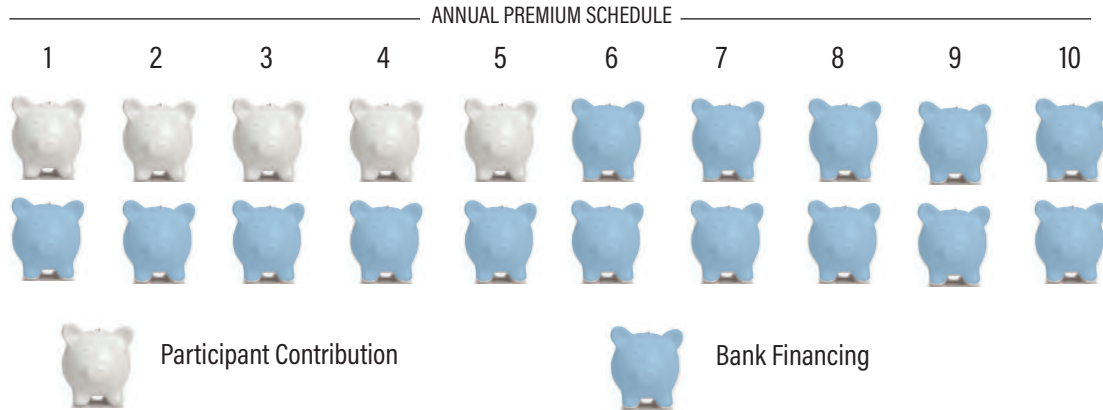 ANNUAL PREMIUM SCHEDULE
1 2 3 4 5 6 7 8 9 10
Participant Contribution
Bank Financing